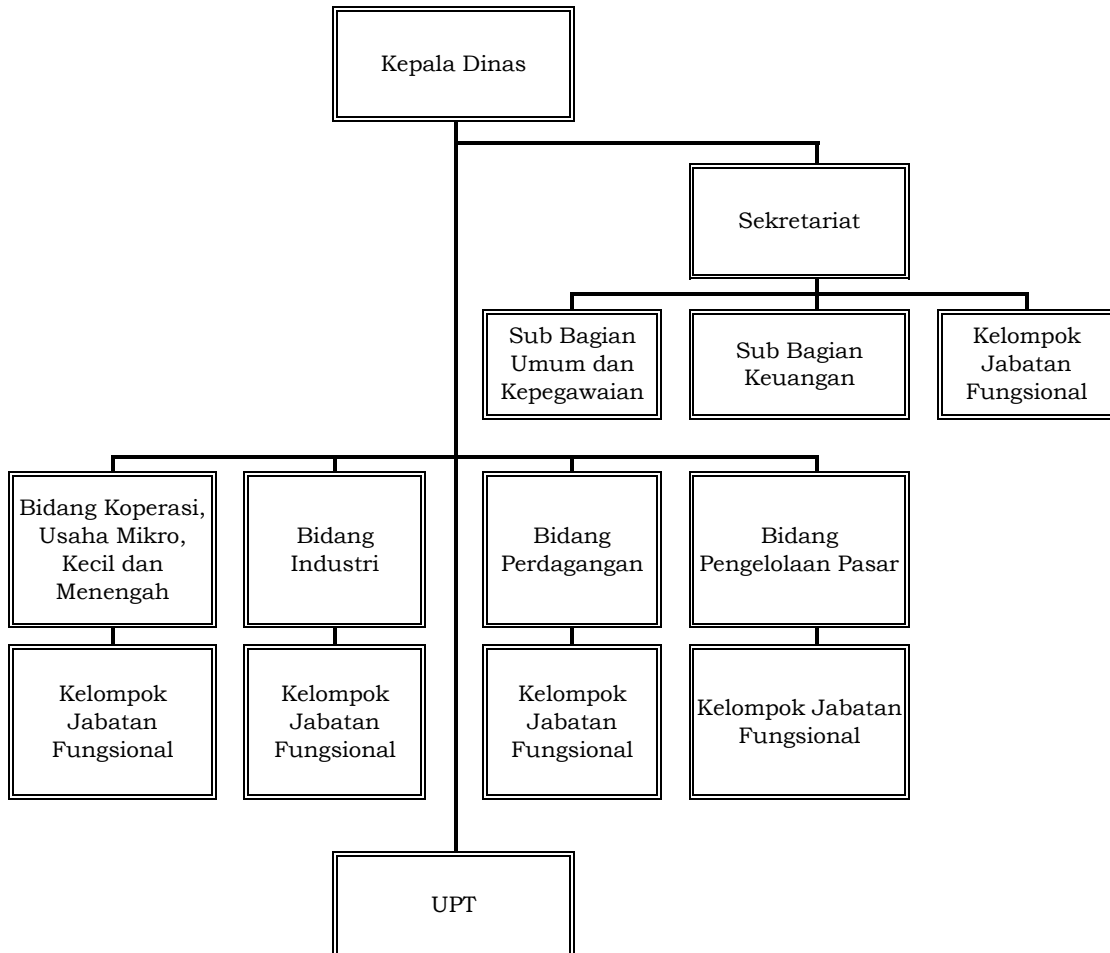 Kepala Dinas
Sekretariat
Sub Bagian
Umum dan
Kepegawaian
Sub Bagian
Keuangan
Kelompok
Jabatan
Fungsional
Bidang Koperasi,
Usaha Mikro,
Kecil dan
Menengah
Bidang
Industri
Bidang
Perdagangan
Bidang
Pengelolaan Pasar
Kelompok
Jabatan
Fungsional
Kelompok
Jabatan
Fungsional
Kelompok
Jabatan
Fungsional
Kelompok Jabatan
Fungsional
UPT